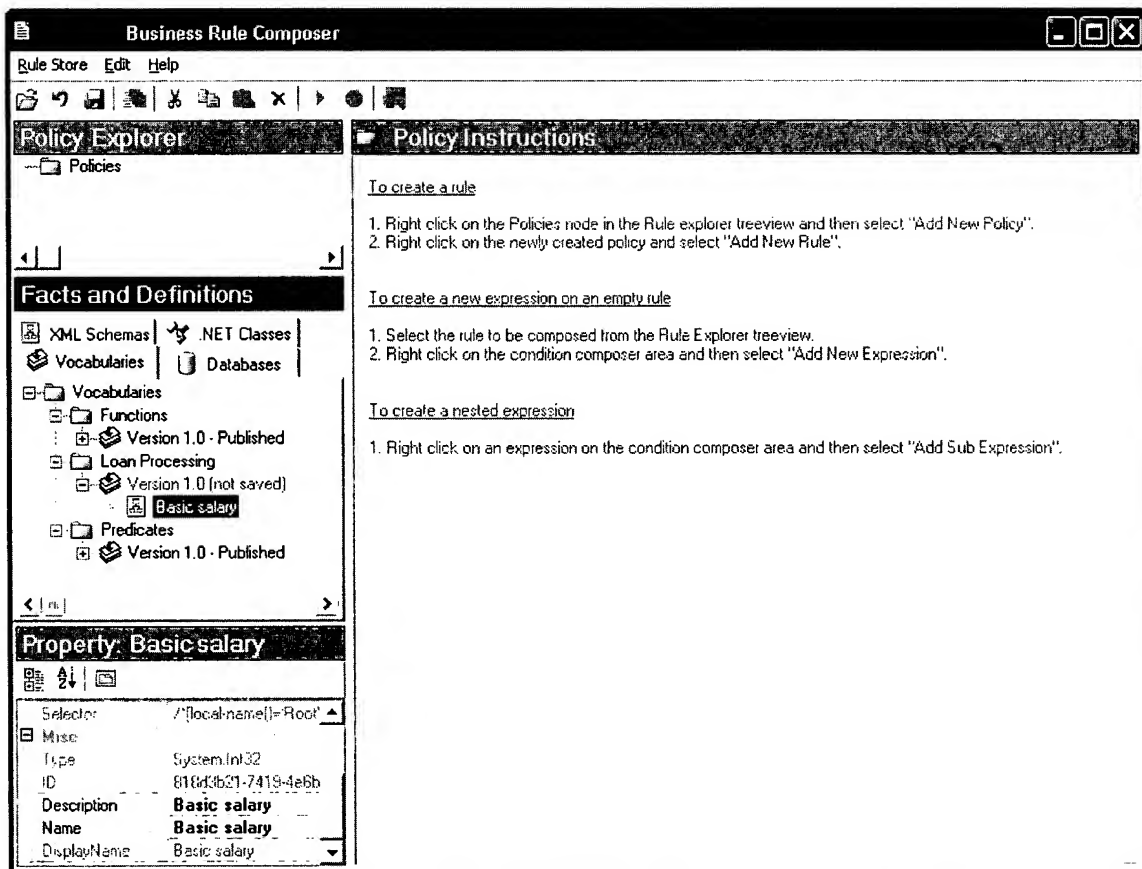 Business Rule Composer
Rule Store Edit Help
Policy Explorer
Policies
Facts and Definitions
XML Schemas .NET Classes
Vocabularies Databases
Vocabularies
Functions
Version 1.0 - Published
Loan Processing
Version 1.0 (not saved)
Basic salary
Predicates
Version 1.0 - Published
Property: Basic salary
Selector /*[local-name()='Root'
Misc
Type System.Int32
ID 818d3b21-7419-4e6b
Description Basic salary
Name Basic salary
DisplayName Basic salary
Policy Instructions
To create a rule
1. Right click on the Policies node in the Rule explorer treeview and then select "Add New Policy".
2. Right click on the newly created policy and select "Add New Rule".
To create a new expression on an empty rule
1. Select the rule to be composed from the Rule Explorer treeview.
2. Right click on the condition composer area and then select "Add New Expression".
To create a nested expression
1. Right click on an expression on the condition composer area and then select "Add Sub Expression".